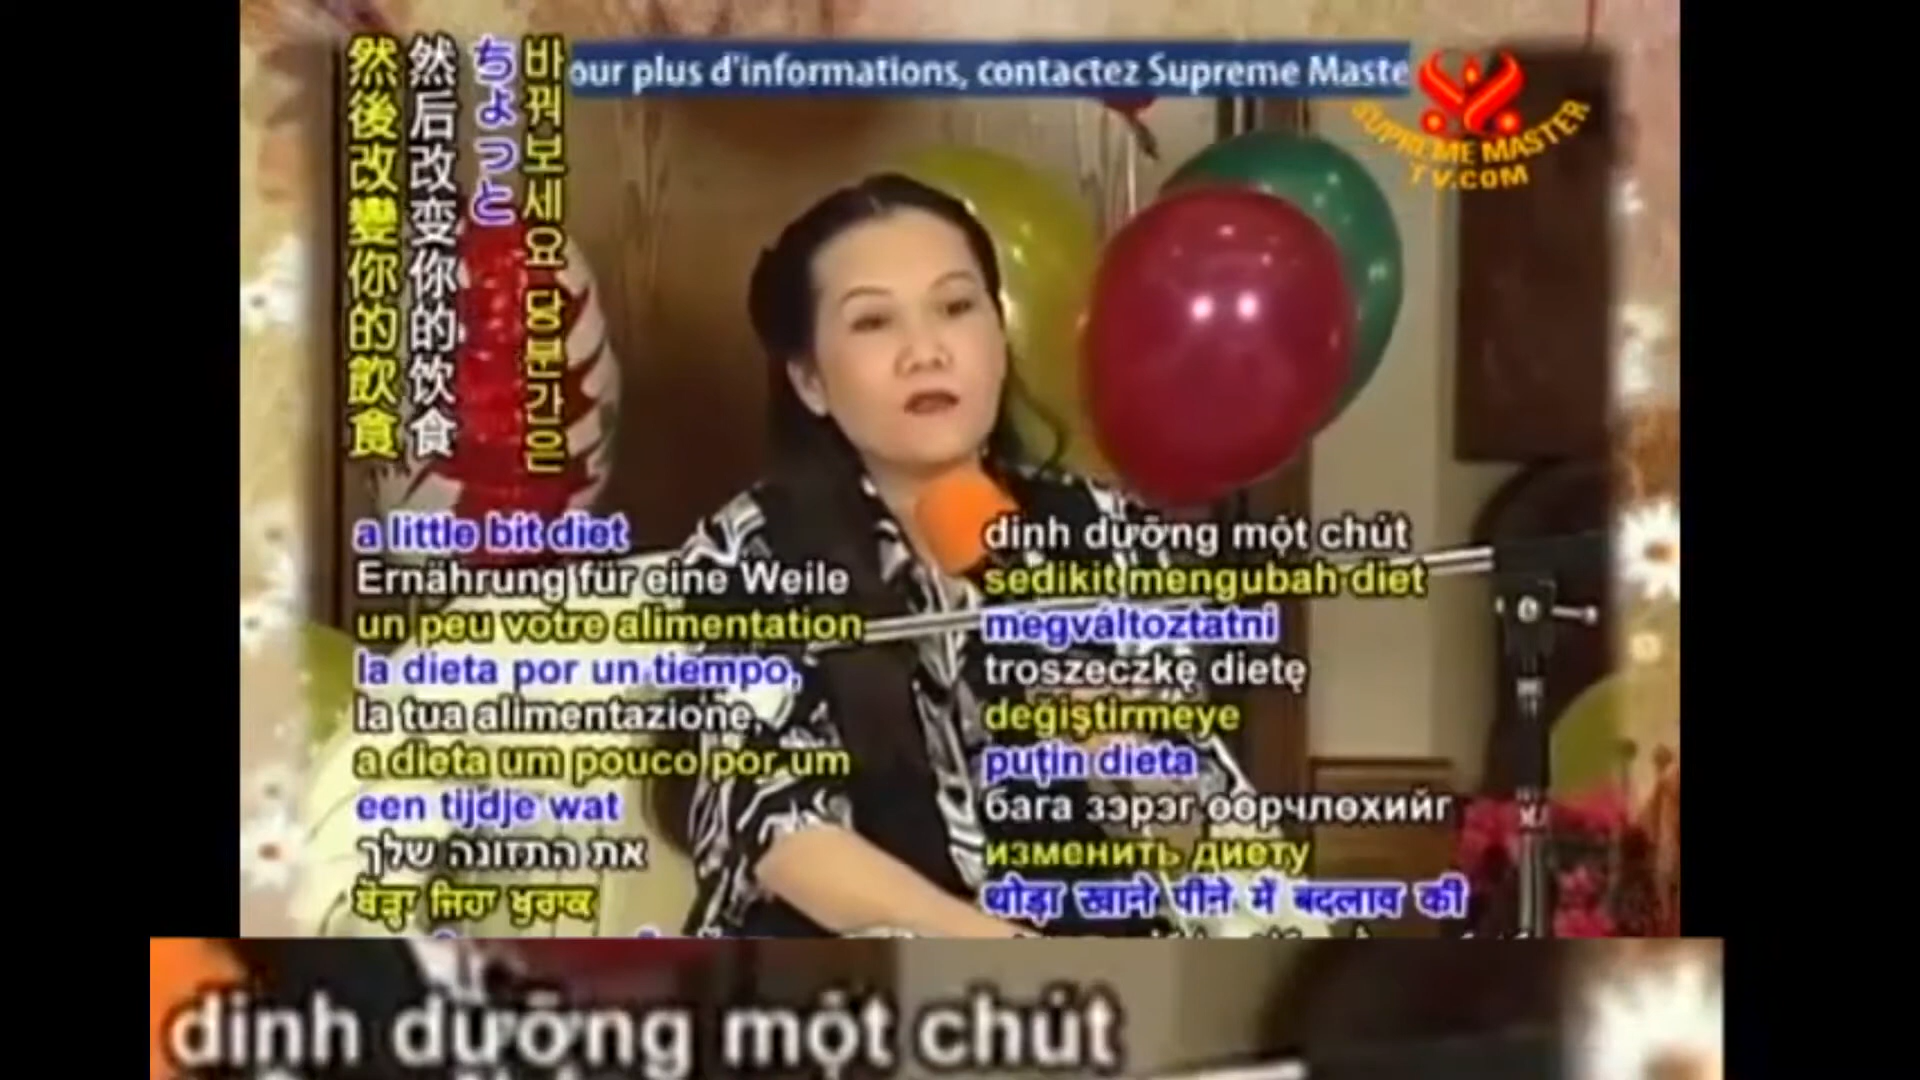 然後改變你的飲食
然后改变你的饮食
ちょっと
바꿔보세요 당분간은
our plus d'informations, contactez Supreme Maste
SUPREME MASTER
TV.COM
a little bit diet
Ernährung für eine Weile
un peu votre alimentation
la dieta por un tiempo,
la tua alimentazione,
a dieta um pouco por um
een tijdje wat
את התזונה שלך
ਥੋੜ੍ਹਾ ਜਿਹਾ ਖੁਰਾਕ
dinh dưỡng một chút
sedikit mengubah diet
megváltoztatni
troszeczkę dietę
değiştirmeye
puţin dieta
бага зэрэг өөрчлөхийг
изменить диету
थोड़ा खाने पीने में बदलाव की
dinh dưỡng một chút